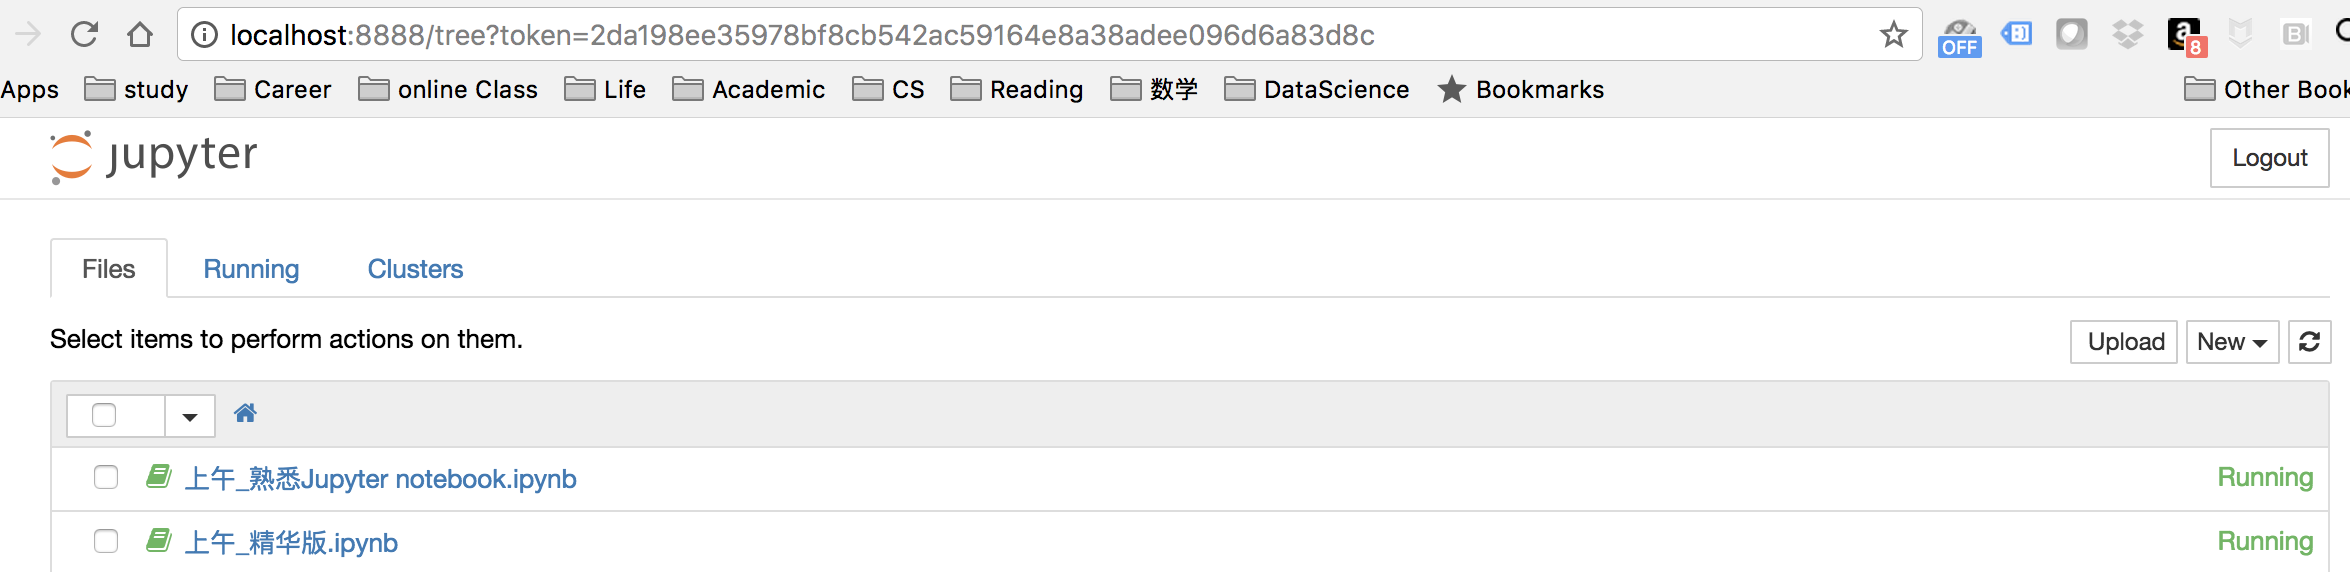 localhost:8888/tree?token=2da198ee35978bf8cb542ac59164e8a38adee096d6a83d8c
OFF
a
8
B
Apps study Career online Class Life Academic CS Reading 数学 DataScience Bookmarks Other Book
jupyter
Logout
Files Running Clusters
Select items to perform actions on them.
Upload New
上午_熟悉Jupyter notebook.ipynb Running
上午_精华版.ipynb Running